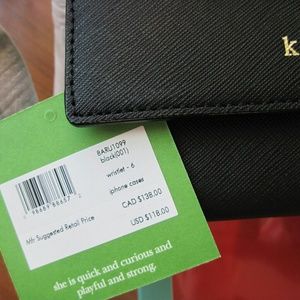 k
8ARU1099
black(001)
wristlet - 6
iphone cases
CAD $138.00
Mfr Suggested Retail Price
USD $118.00
she is quick and curious and
playful and strong.